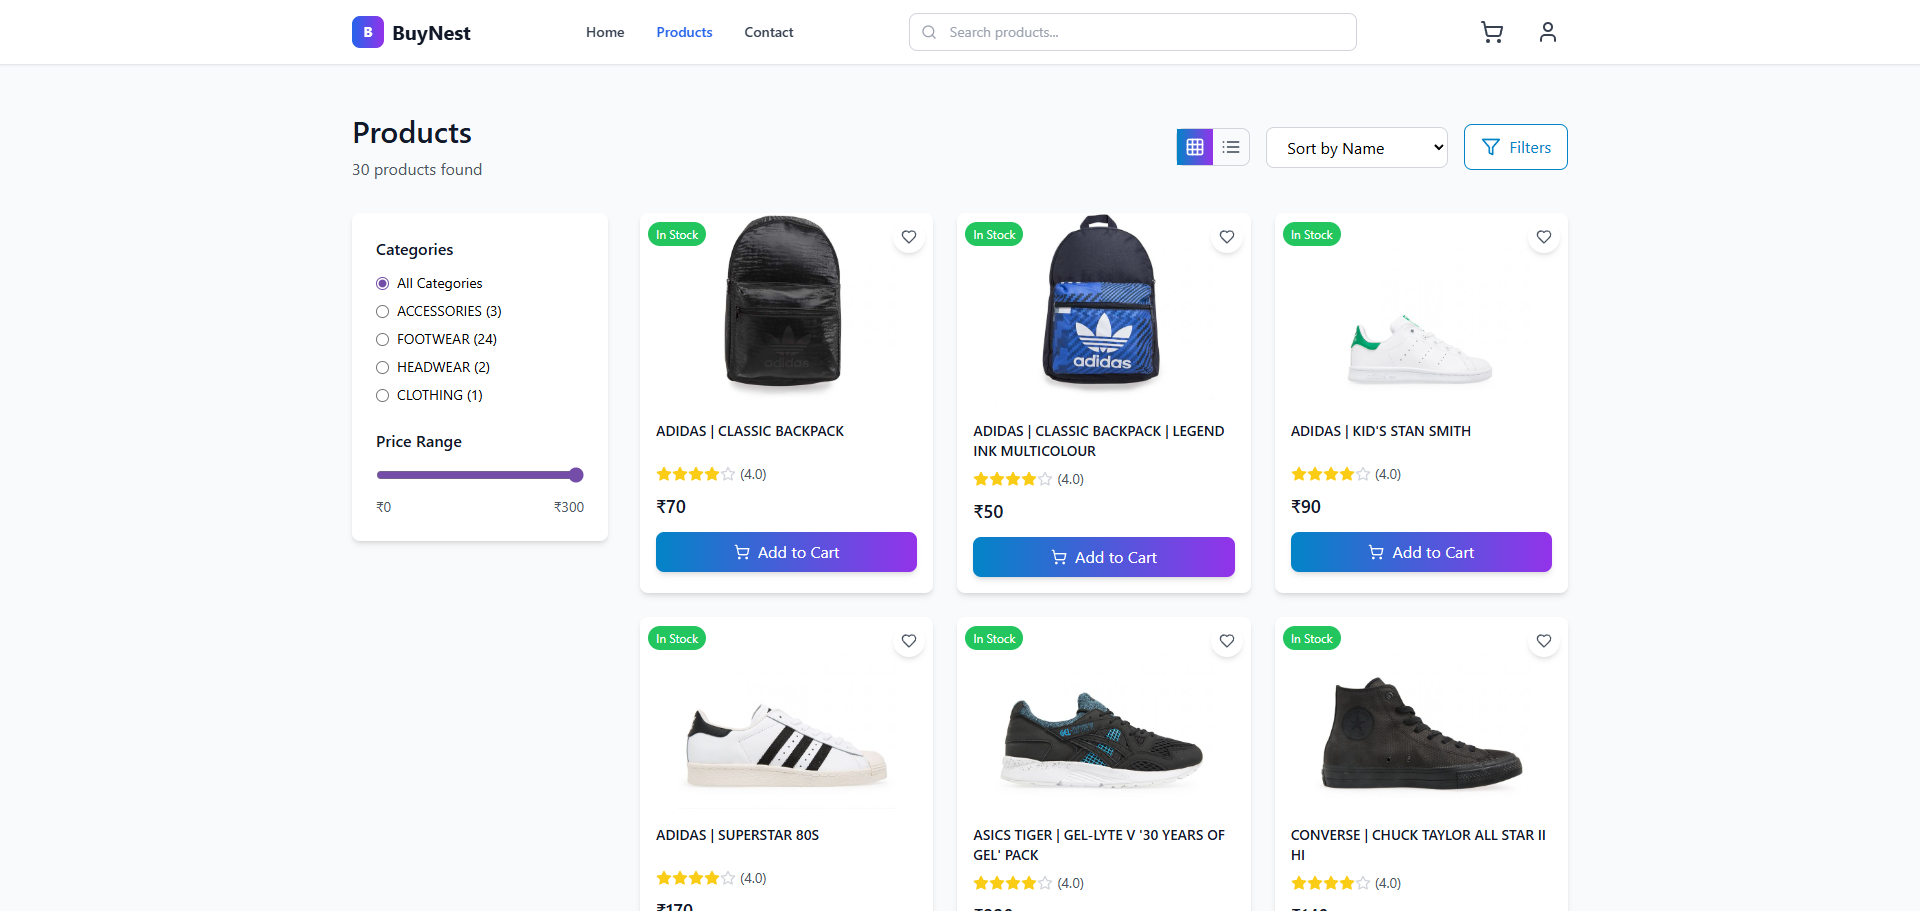 B BuyNest
Home Products Contact
Search products...
Products
30 products found
Sort by Name
Filters
Categories
All Categories
ACCESSORIES (3)
FOOTWEAR (24)
HEADWEAR (2)
CLOTHING (1)
Price Range
₹0 ₹300
In Stock
adidas
ADIDAS | CLASSIC BACKPACK
(4.0)
₹70
Add to Cart
In Stock
adidas
ADIDAS | CLASSIC BACKPACK | LEGEND
INK MULTICOLOUR
(4.0)
₹50
Add to Cart
In Stock
ADIDAS | KID'S STAN SMITH
(4.0)
₹90
Add to Cart
In Stock
ADIDAS | SUPERSTAR 80S
(4.0)
₹170
In Stock
ASICS TIGER | GEL-LYTE V '30 YEARS OF
GEL' PACK
(4.0)
In Stock
CONVERSE | CHUCK TAYLOR ALL STAR II
HI
(4.0)